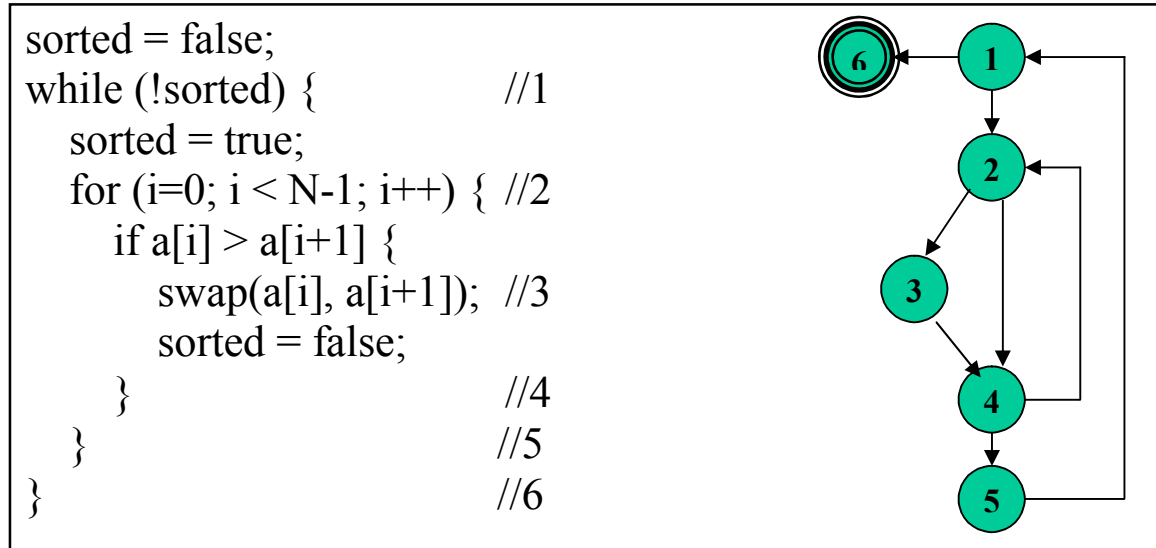 sorted = false;
while (!sorted) { //1
sorted = true;
for (i=0; i < N-1; i++) { //2
if a[i] > a[i+1] {
swap(a[i], a[i+1]); //3
sorted = false;
} //4
} //5
} //6
6
1
2
3
4
5